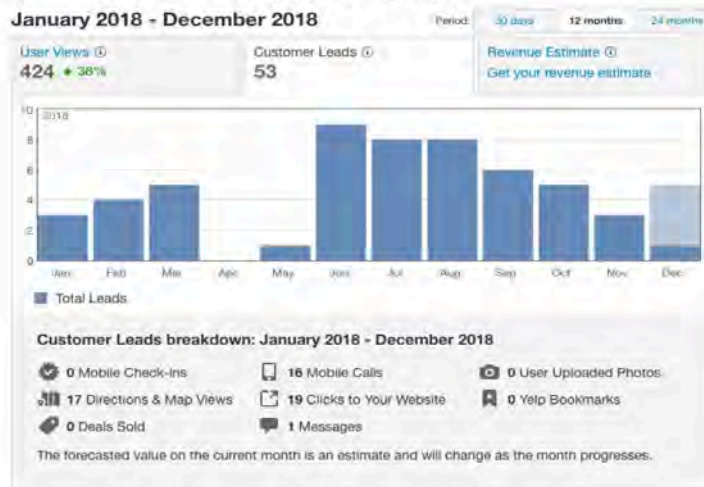 January 2018 - December 2018
Period: 30 days 12 months 24 months
User Views
424 38%
Customer Leads
53
Revenue Estimate
Get your revenue estimate
10
2018
8
6
4
2
0
Jan Feb Mar Apr May Jun Jul Aug Sep Oct Nov Dec
Total Leads
Customer Leads breakdown: January 2018 - December 2018
0 Mobile Check-ins
16 Mobile Calls
0 User Uploaded Photos
17 Directions & Map Views
19 Clicks to Your Website
0 Yelp Bookmarks
0 Deals Sold
1 Messages
The forecasted value on the current month is an estimate and will change as the month progresses.